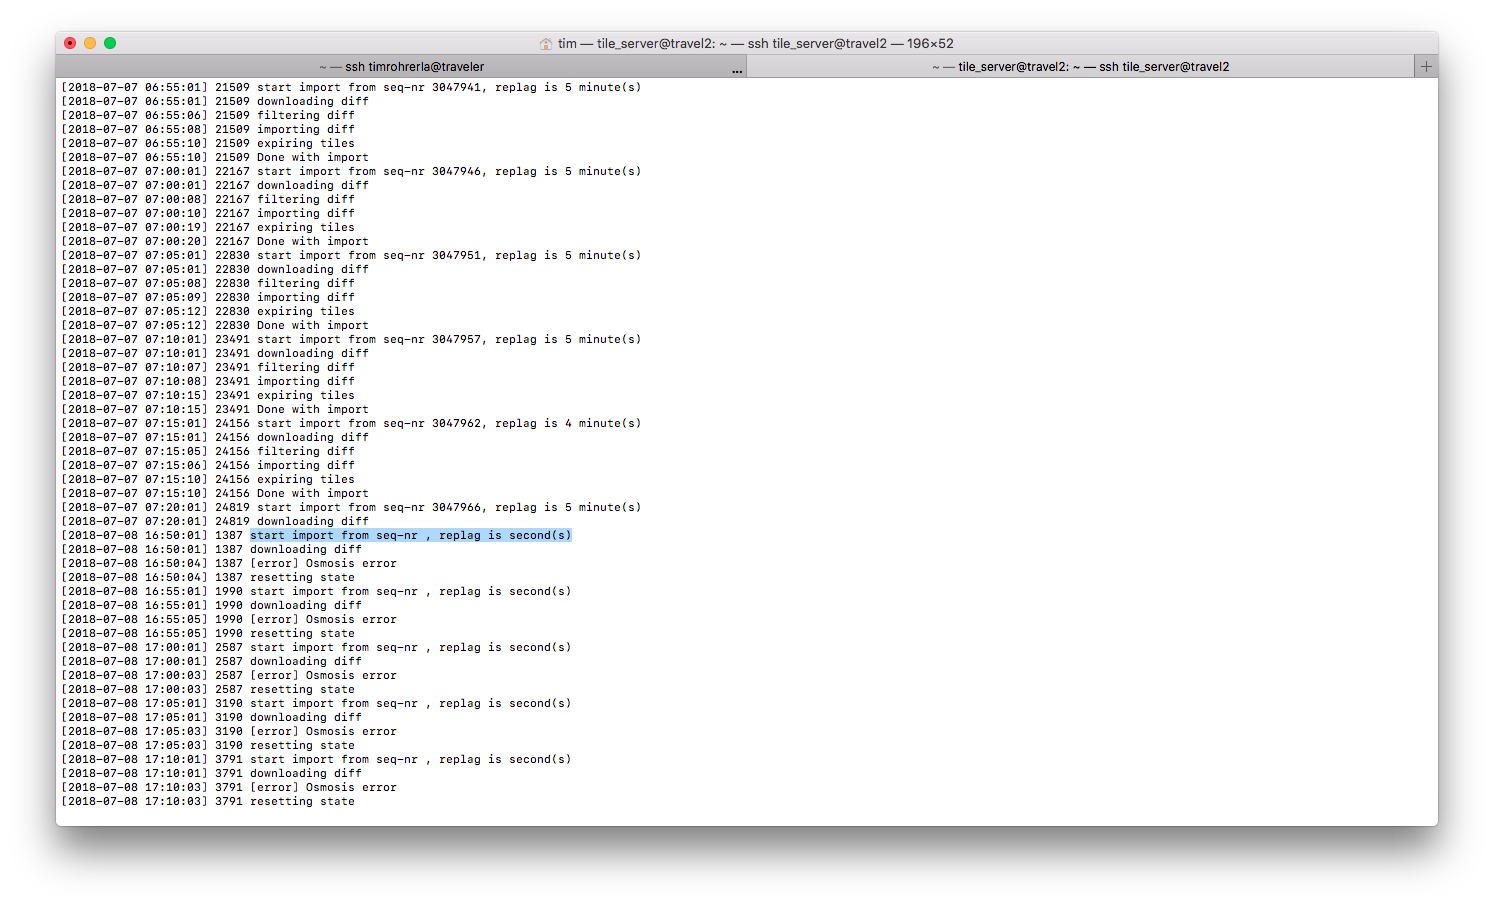 tim — tile_server@travel2: ~ — ssh tile_server@travel2 — 196×52
~ — ssh timrohrerla@traveler ...
~ — tile_server@travel2: ~ — ssh tile_server@travel2 +
[2018-07-07 06:55:01] 21509 start import from seq-nr 3047941, replag is 5 minute(s)
[2018-07-07 06:55:01] 21509 downloading diff
[2018-07-07 06:55:06] 21509 filtering diff
[2018-07-07 06:55:08] 21509 importing diff
[2018-07-07 06:55:10] 21509 expiring tiles
[2018-07-07 06:55:10] 21509 Done with import
[2018-07-07 07:00:01] 22167 start import from seq-nr 3047946, replag is 5 minute(s)
[2018-07-07 07:00:01] 22167 downloading diff
[2018-07-07 07:00:08] 22167 filtering diff
[2018-07-07 07:00:10] 22167 importing diff
[2018-07-07 07:00:19] 22167 expiring tiles
[2018-07-07 07:00:20] 22167 Done with import
[2018-07-07 07:05:01] 22830 start import from seq-nr 3047951, replag is 5 minute(s)
[2018-07-07 07:05:01] 22830 downloading diff
[2018-07-07 07:05:08] 22830 filtering diff
[2018-07-07 07:05:09] 22830 importing diff
[2018-07-07 07:05:12] 22830 expiring tiles
[2018-07-07 07:05:12] 22830 Done with import
[2018-07-07 07:10:01] 23491 start import from seq-nr 3047957, replag is 5 minute(s)
[2018-07-07 07:10:01] 23491 downloading diff
[2018-07-07 07:10:07] 23491 filtering diff
[2018-07-07 07:10:08] 23491 importing diff
[2018-07-07 07:10:15] 23491 expiring tiles
[2018-07-07 07:10:15] 23491 Done with import
[2018-07-07 07:15:01] 24156 start import from seq-nr 3047962, replag is 4 minute(s)
[2018-07-07 07:15:01] 24156 downloading diff
[2018-07-07 07:15:05] 24156 filtering diff
[2018-07-07 07:15:06] 24156 importing diff
[2018-07-07 07:15:10] 24156 expiring tiles
[2018-07-07 07:15:10] 24156 Done with import
[2018-07-07 07:20:01] 24819 start import from seq-nr 3047966, replag is 5 minute(s)
[2018-07-07 07:20:01] 24819 downloading diff
[2018-07-08 16:50:01] 1387 start import from seq-nr , replag is second(s)
[2018-07-08 16:50:01] 1387 downloading diff
[2018-07-08 16:50:04] 1387 [error] Osmosis error
[2018-07-08 16:50:04] 1387 resetting state
[2018-07-08 16:55:01] 1990 start import from seq-nr , replag is second(s)
[2018-07-08 16:55:01] 1990 downloading diff
[2018-07-08 16:55:05] 1990 [error] Osmosis error
[2018-07-08 16:55:05] 1990 resetting state
[2018-07-08 17:00:01] 2587 start import from seq-nr , replag is second(s)
[2018-07-08 17:00:01] 2587 downloading diff
[2018-07-08 17:00:03] 2587 [error] Osmosis error
[2018-07-08 17:00:03] 2587 resetting state
[2018-07-08 17:05:01] 3190 start import from seq-nr , replag is second(s)
[2018-07-08 17:05:01] 3190 downloading diff
[2018-07-08 17:05:03] 3190 [error] Osmosis error
[2018-07-08 17:05:03] 3190 resetting state
[2018-07-08 17:10:01] 3791 start import from seq-nr , replag is second(s)
[2018-07-08 17:10:01] 3791 downloading diff
[2018-07-08 17:10:03] 3791 [error] Osmosis error
[2018-07-08 17:10:03] 3791 resetting state